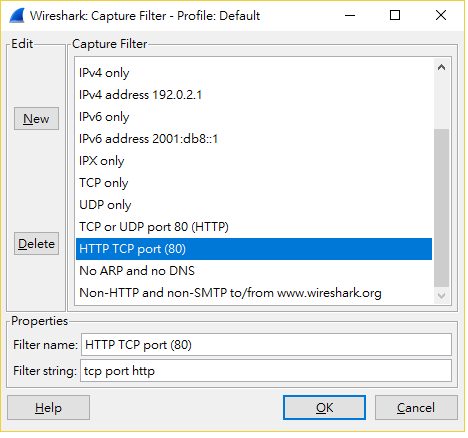 Wireshark: Capture Filter - Profile: Default
Edit
Capture Filter
IPv4 only
IPv4 address 192.0.2.1
New
IPv6 only
IPv6 address 2001:db8::1
IPX only
TCP only
UDP only
TCP or UDP port 80 (HTTP)
Delete
HTTP TCP port (80)
No ARP and no DNS
Non-HTTP and non-SMTP to/from www.wireshark.org
Properties
Filter name: HTTP TCP port (80)
Filter string: tcp port http
Help
OK
Cancel